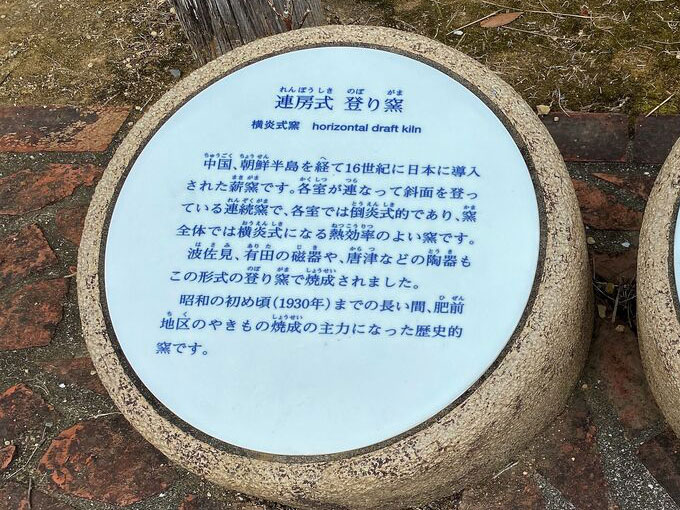 連房式 登り窯
横炎式窯 horizontal draft kiln
中国、朝鮮半島を経て16世紀に日本に導入
された薪窯です。各室が連なって斜面を登っ
ている連続窯で、各室では倒炎式的であり、窯
全体では横炎式になる熱効率のよい窯です。
波佐見、有田の磁器や、唐津などの陶器も
この形式の登り窯で焼成されました。
昭和の初め頃（1930年）までの長い間、肥前
地区のやきもの焼成の主力になった歴史的
窯です。